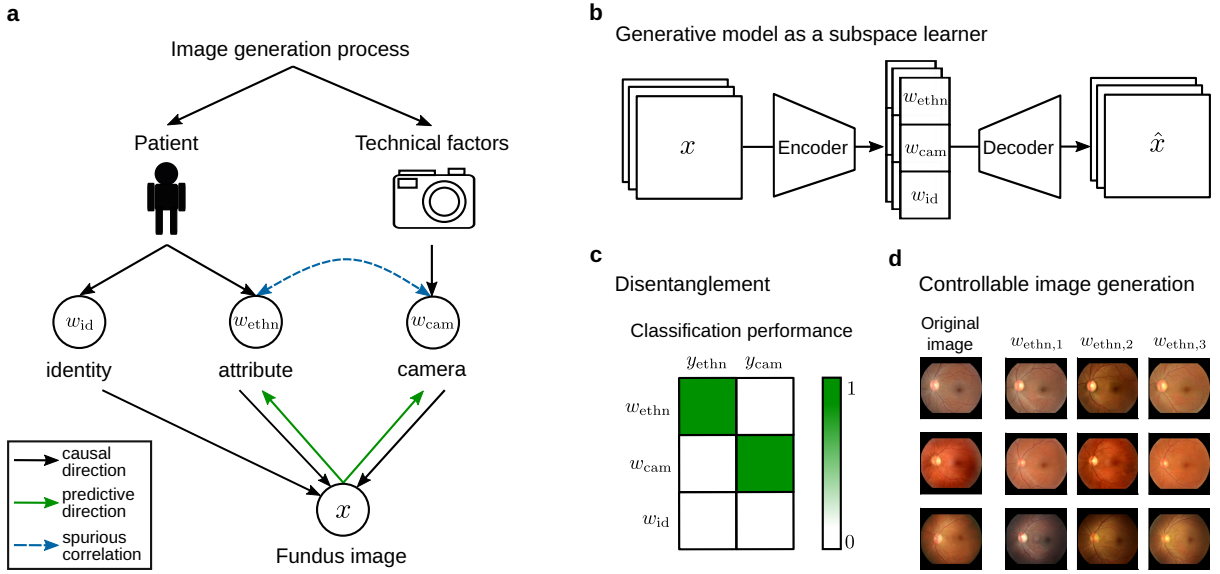 a
Image generation process
Patient
Technical factors
w_id
w_ethn
w_cam
identity
attribute
camera
causal
direction
predictive
direction
spurious
correlation
x
Fundus image
b
Generative model as a subspace learner
x
Encoder
w_ethn
w_cam
w_id
Decoder
x̂
c
Disentanglement
Classification performance
y_ethn
y_cam
w_ethn
w_cam
w_id
1
0
d
Controllable image generation
Original
image
w_ethn,1
w_ethn,2
w_ethn,3